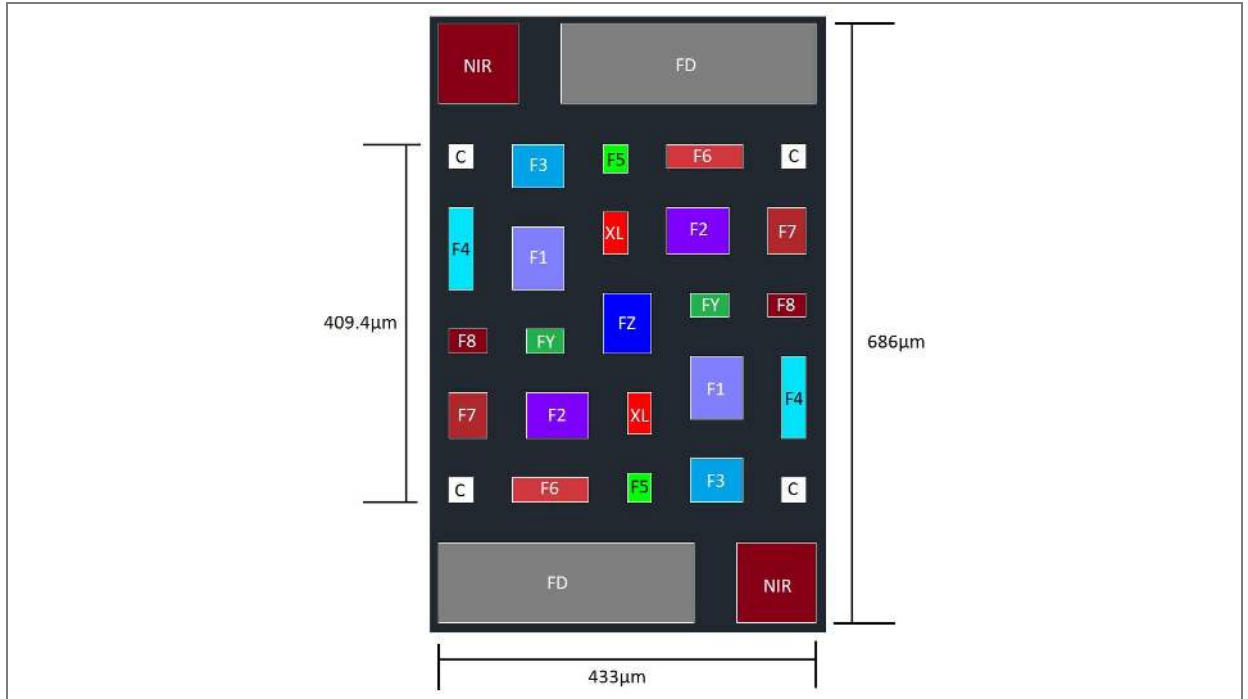 NIR FD
C F3 F5 F6 C
F4 F1 XL F2 F7
FZ FY F8
409.4µm
686µm
F8 FY
F7 F2 XL F1 F4
C F6 F5 F3 C
FD NIR
433µm